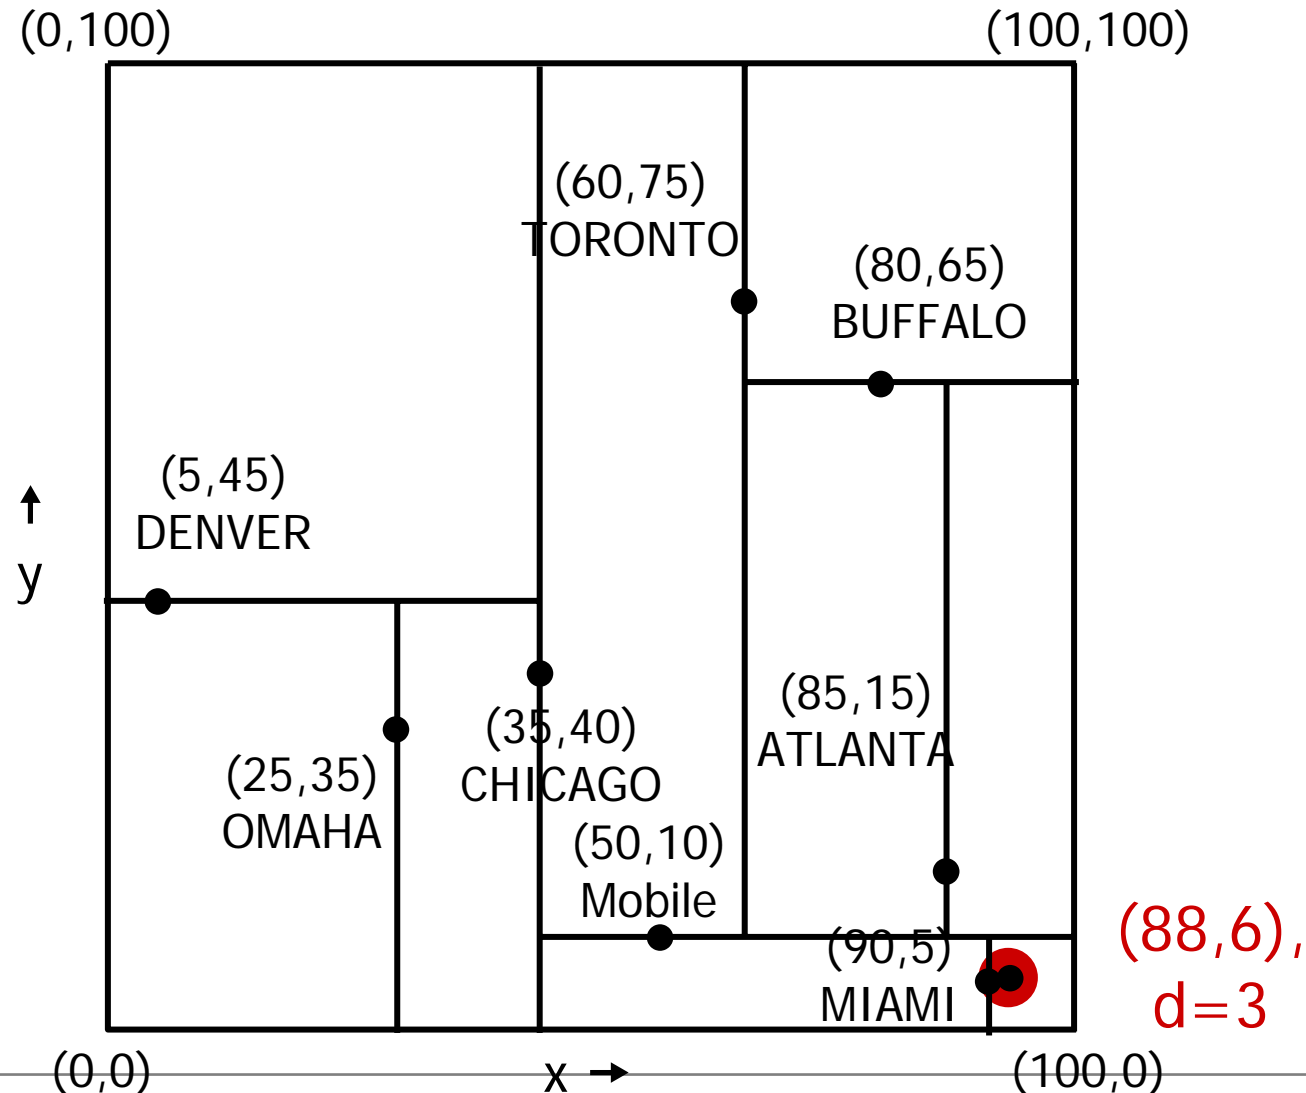 (0,100)
(100,100)
(60,75)
TORONTO
(80,65)
BUFFALO
(5,45)
DENVER
y
(85,15)
ATLANTA
(35,40)
CHICAGO
(25,35)
OMAHA
(50,10)
Mobile
(90,5)
MIAMI
(88,6),
d=3
(0,0)
x →
(100,0)